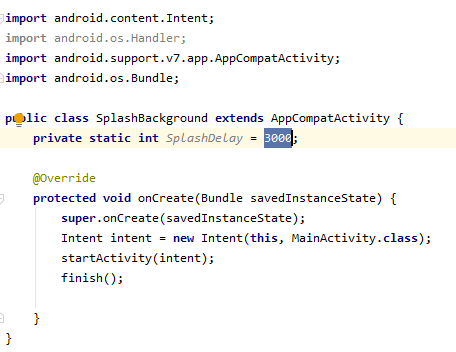 import android.content.Intent;
import android.os.Handler;
import android.support.v7.app.AppCompatActivity;
import android.os.Bundle;
public class SplashBackground extends AppCompatActivity {
private static int SplashDelay = 3000;
@Override
protected void onCreate(Bundle savedInstanceState) {
super.onCreate(savedInstanceState);
Intent intent = new Intent(this, MainActivity.class);
startActivity(intent);
finish();
}
}